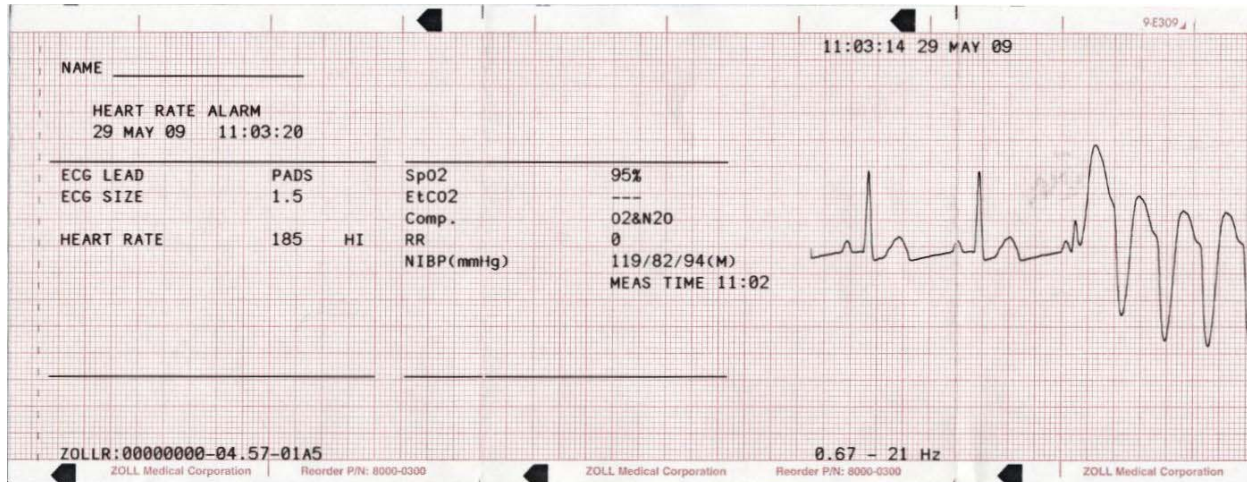 9-E309
11:03:14 29 MAY 09
NAME
HEART RATE ALARM
29 MAY 09 11:03:20
ECG LEAD PADS
ECG SIZE 1.5
HEART RATE 185 HI
SpO2 95%
EtCO2 ---
Comp. O2&N2O
RR 0
NIBP(mmHg) 119/82/94(M)
MEAS TIME 11:02
ZOLLR:00000000-04.57-01A5
0.67 - 21 Hz
ZOLL Medical Corporation Reorder P/N: 8000-0300 ZOLL Medical Corporation Reorder P/N: 8000-0300 ZOLL Medical Corporation